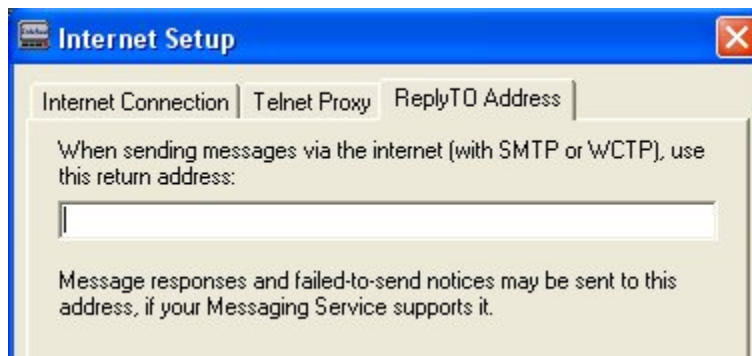 Internet Setup
Internet Connection
Telnet Proxy
ReplyTO Address
When sending messages via the internet (with SMTP or WCTP), use
this return address:
Message responses and failed-to-send notices may be sent to this
address, if your Messaging Service supports it.